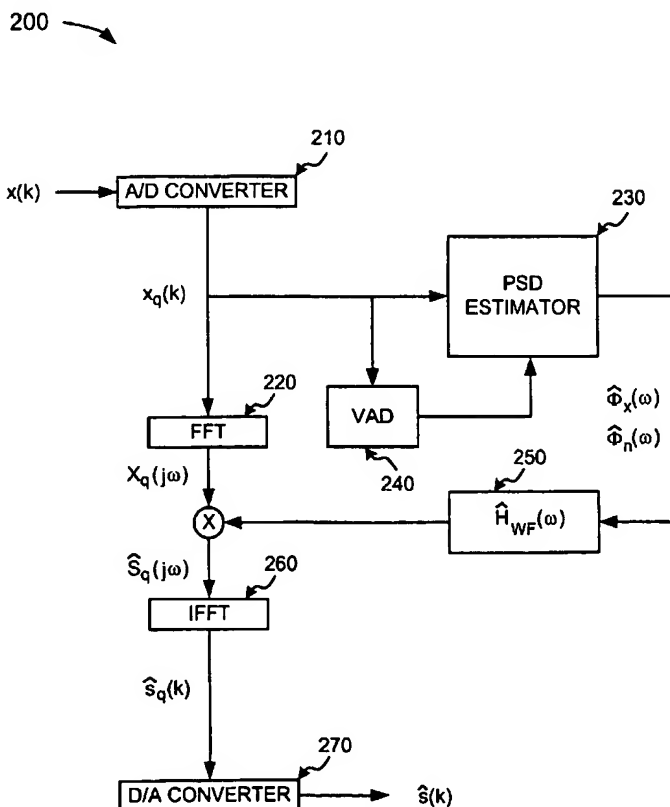 200
210
x(k)
A/D CONVERTER
230
x_q(k)
PSD
ESTIMATOR
220
VAD
240
Φ̂_x(ω)
Φ̂_n(ω)
FFT
X_q(jω)
250
X
Ĥ_WF(ω)
Ŝ_q(jω)
260
IFFT
ŝ_q(k)
270
D/A CONVERTER
ŝ(k)